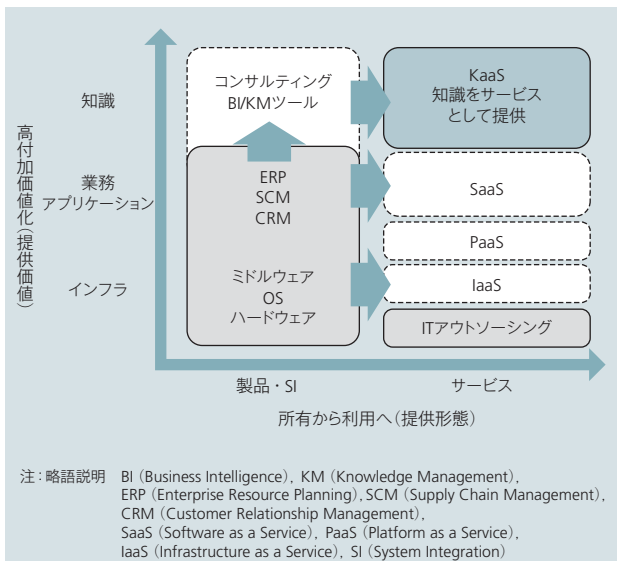 高付加価値化(提供価値)
知識
業務
アプリケーション
インフラ
コンサルティング
BI/KMツール
ERP
SCM
CRM
ミドルウェア
OS
ハードウェア
KaaS
知識をサービス
として提供
SaaS
PaaS
IaaS
ITアウトソーシング
製品・SI
サービス
所有から利用へ(提供形態)
注:略語説明 BI(Business Intelligence),KM(Knowledge Management),
ERP(Enterprise Resource Planning),SCM(Supply Chain Management),
CRM(Customer Relationship Management),
SaaS(Software as a Service),PaaS(Platform as a Service),
IaaS(Infrastructure as a Service),SI(System Integration)